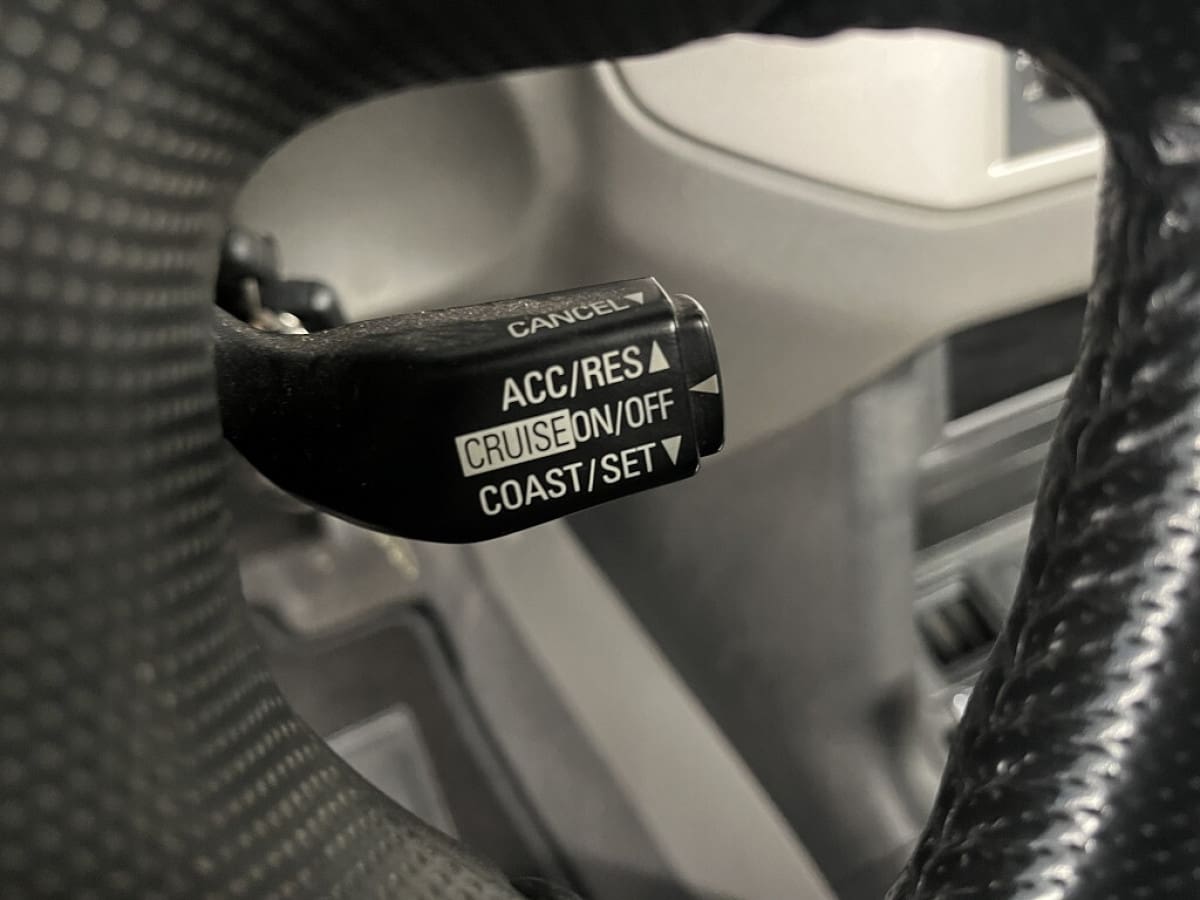 CANCEL▼
ACC/RES▲
CRUISE ON/OFF
COAST/SET▼